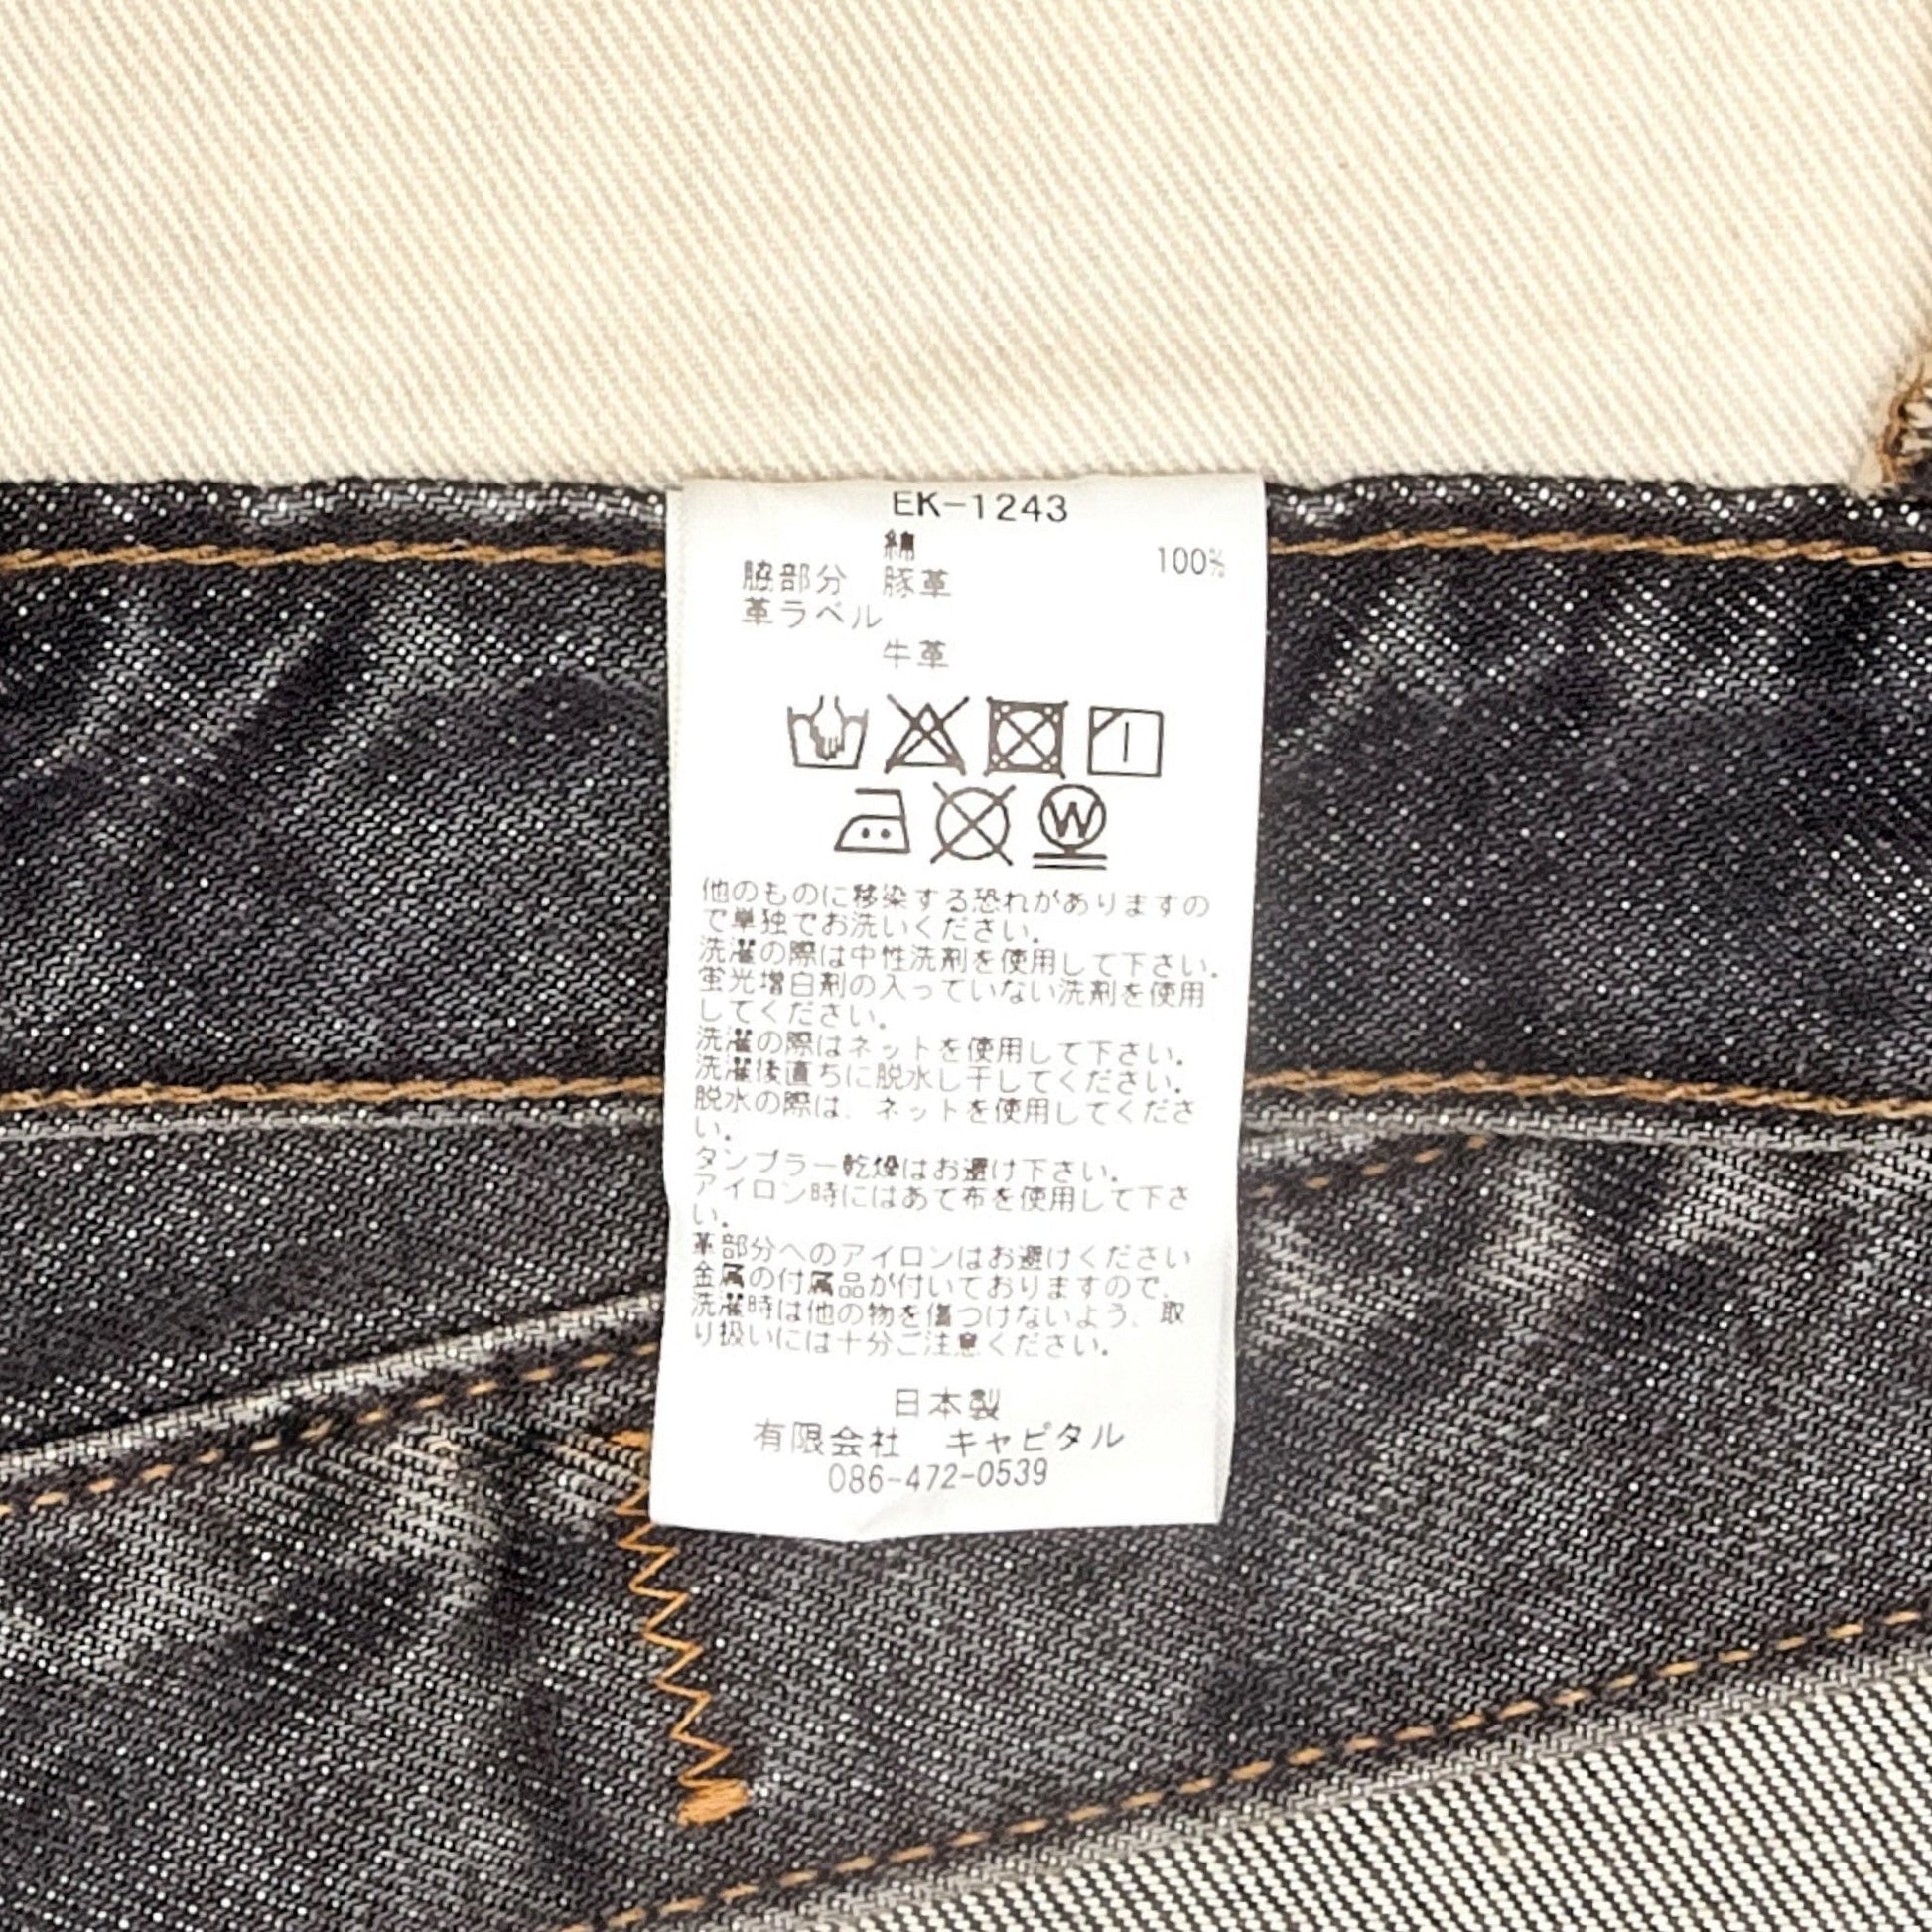 EK-1243
綿 100%
脇部分 豚革
革ラベル
牛革
W
他のものに移染する恐れがありますの
で単独でお洗いください。
洗濯の際は中性洗剤を使用して下さい。
蛍光増白剤の入っていない洗剤を使用
してください。
洗濯の際はネットを使用して下さい。
洗濯後直ちに脱水し干してください。
脱水の際は、ネットを使用してくださ
い。
タンブラー乾燥はお避け下さい。
アイロン時にはあて布を使用して下さ
い。
革部分へのアイロンはお避けください
金属の付属品が付いておりますので、
洗濯時は他の物を傷つけないよう、取
り扱いには十分ご注意ください。
日本製
有限会社 キャピタル
086-472-0539